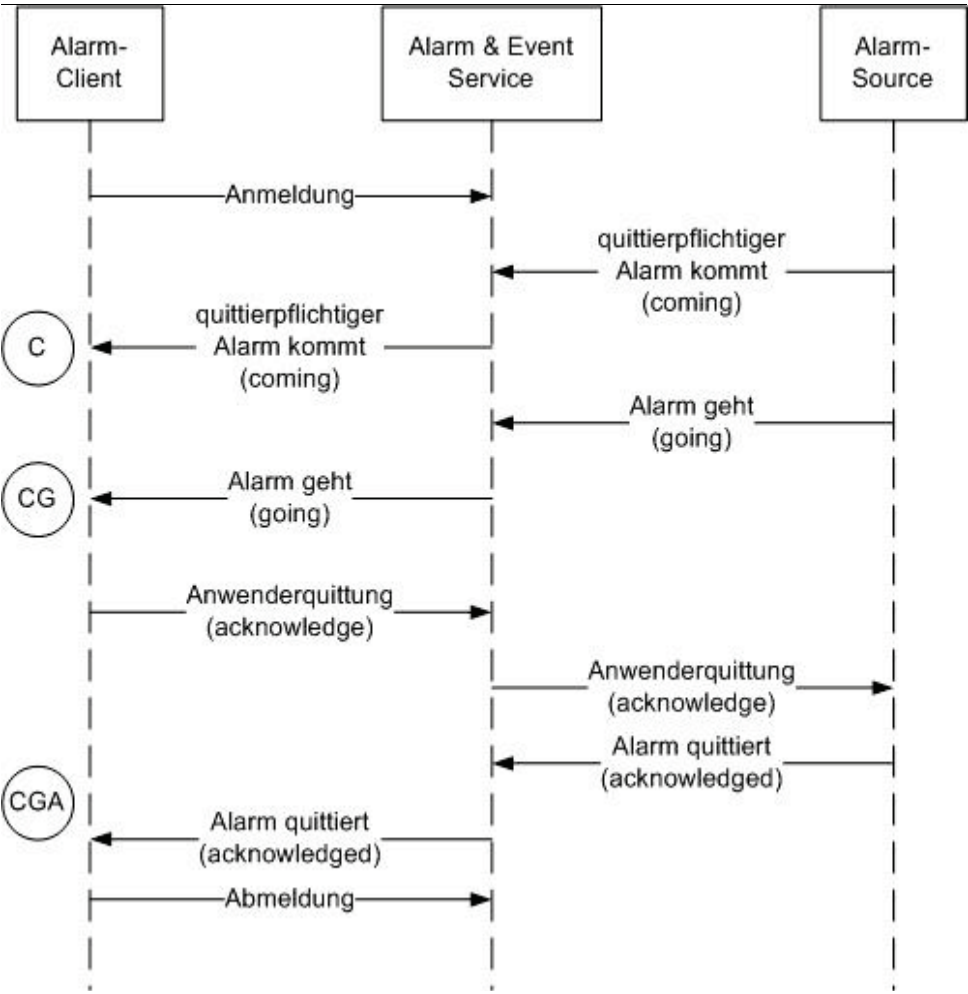 Alarm-
Client
Alarm & Event
Service
Alarm-
Source
Anmeldung
quittierpflichtiger
Alarm kommt
(coming)
C
quittierpflichtiger
Alarm kommt
(coming)
Alarm geht
(going)
CG
Alarm geht
(going)
Anwenderquittung
(acknowledge)
Anwenderquittung
(acknowledge)
Alarm quittiert
(acknowledged)
CGA
Alarm quittiert
(acknowledged)
Abmeldung